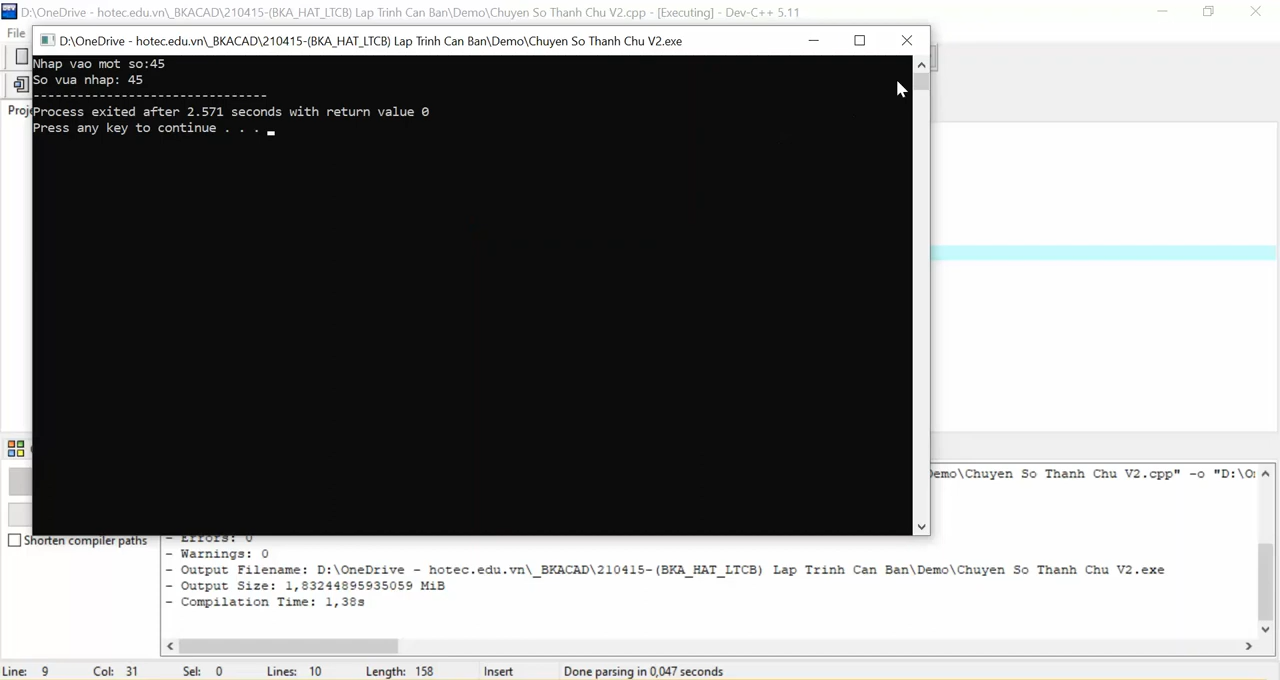 D:\OneDrive - hotec.edu.vn\_BKACAD\210415-(BKA_HAT_LTCB) Lap Trinh Can Ban\Demo\Chuyen So Thanh Chu V2.cpp - [Executing] - Dev-C++ 5.11
File
D:\OneDrive - hotec.edu.vn\_BKACAD\210415-(BKA_HAT_LTCB) Lap Trinh Can Ban\Demo\Chuyen So Thanh Chu V2.exe
Nhap vao mot so:45
So vua nhap: 45
--------------------------------
Process exited after 2.571 seconds with return value 0
Press any key to continue . . .
Demo\Chuyen So Thanh Chu V2.cpp" -o "D:\O
Shorten compiler paths
- Errors: 0
- Warnings: 0
- Output Filename: D:\OneDrive - hotec.edu.vn\_BKACAD\210415-(BKA_HAT_LTCB) Lap Trinh Can Ban\Demo\Chuyen So Thanh Chu V2.exe
- Output Size: 1,83244895935059 MiB
- Compilation Time: 1,38s
Line: 9 Col: 31 Sel: 0 Lines: 10 Length: 158 Insert Done parsing in 0,047 seconds